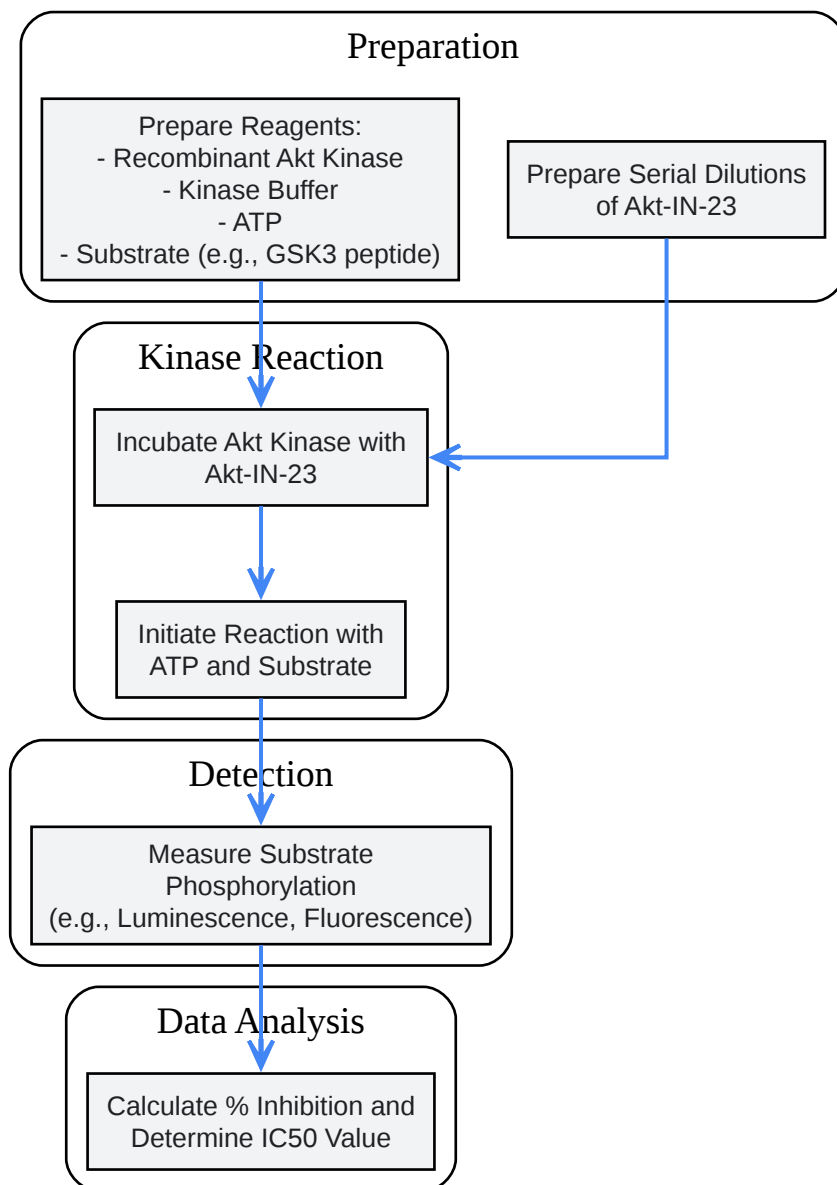 Preparation
Prepare Reagents:
- Recombinant Akt Kinase
- Kinase Buffer
- ATP
- Substrate (e.g., GSK3 peptide)
Prepare Serial Dilutions
of Akt-IN-23
Kinase Reaction
Incubate Akt Kinase with
Akt-IN-23
Initiate Reaction with
ATP and Substrate
Detection
Measure Substrate
Phosphorylation
(e.g., Luminescence, Fluorescence)
Data Analysis
Calculate % Inhibition and
Determine IC50 Value